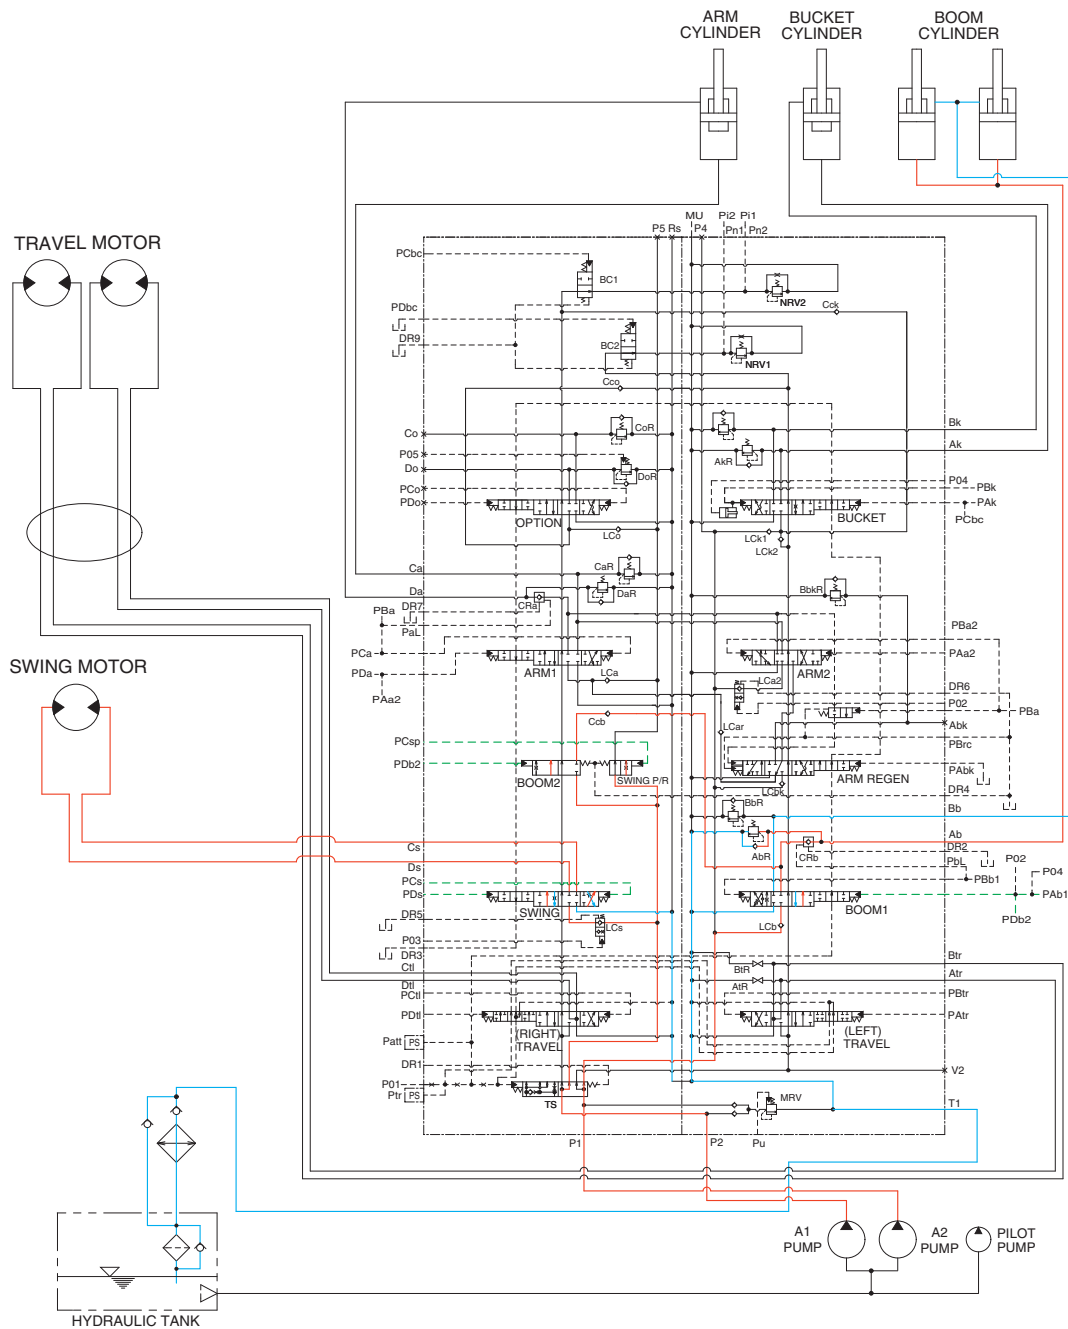 ARM CYLINDER
BUCKET CYLINDER
BOOM CYLINDER
MU
Pi2 Pi1
P5 Rs
P4
Pn1 Pn2
TRAVEL MOTOR
PCbc
BC1
NRV2
Cck
PDbc
DR9
BC2
NRV1
Cco
Co
CoR
Bk
P05
Ak
Do
DoR
AkR
PCo
P04
PBk
PDo
PAk
OPTION
BUCKET
PCbc
LCo
LCk1
LCk2
Ca
CaR
Da
DaR
BbkR
CRa
DR7
PBa
PaL
PBa2
PCa
PAa2
PDa
ARM1
ARM2
PAa2
LCa
LCa2
DR6
P02
PBa
Ccb
LCar
Abk
PCsp
PBrc
PDb2
PAbk
BOOM2
SWING P/R
ARM REGEN
LCbk
DR4
BbR
Bb
SWING MOTOR
Ab
AbR
CRb
DR2
Cs
PbL
P02
P04
Ds
PBb1
PCs
PDs
PAb1
SWING
BOOM1
PDb2
DR5
LCs
LCb
P03
DR3
Ctl
BtR
Btr
Dtl
AtR
Atr
PCtl
PBtr
PDtl
PAtr
(RIGHT) TRAVEL
(LEFT) TRAVEL
Patt
PS
DR1
V2
P01
Ptr
PS
TS
MRV
T1
P1
P2
Pu
A1 PUMP
A2 PUMP
PILOT PUMP
HYDRAULIC TANK